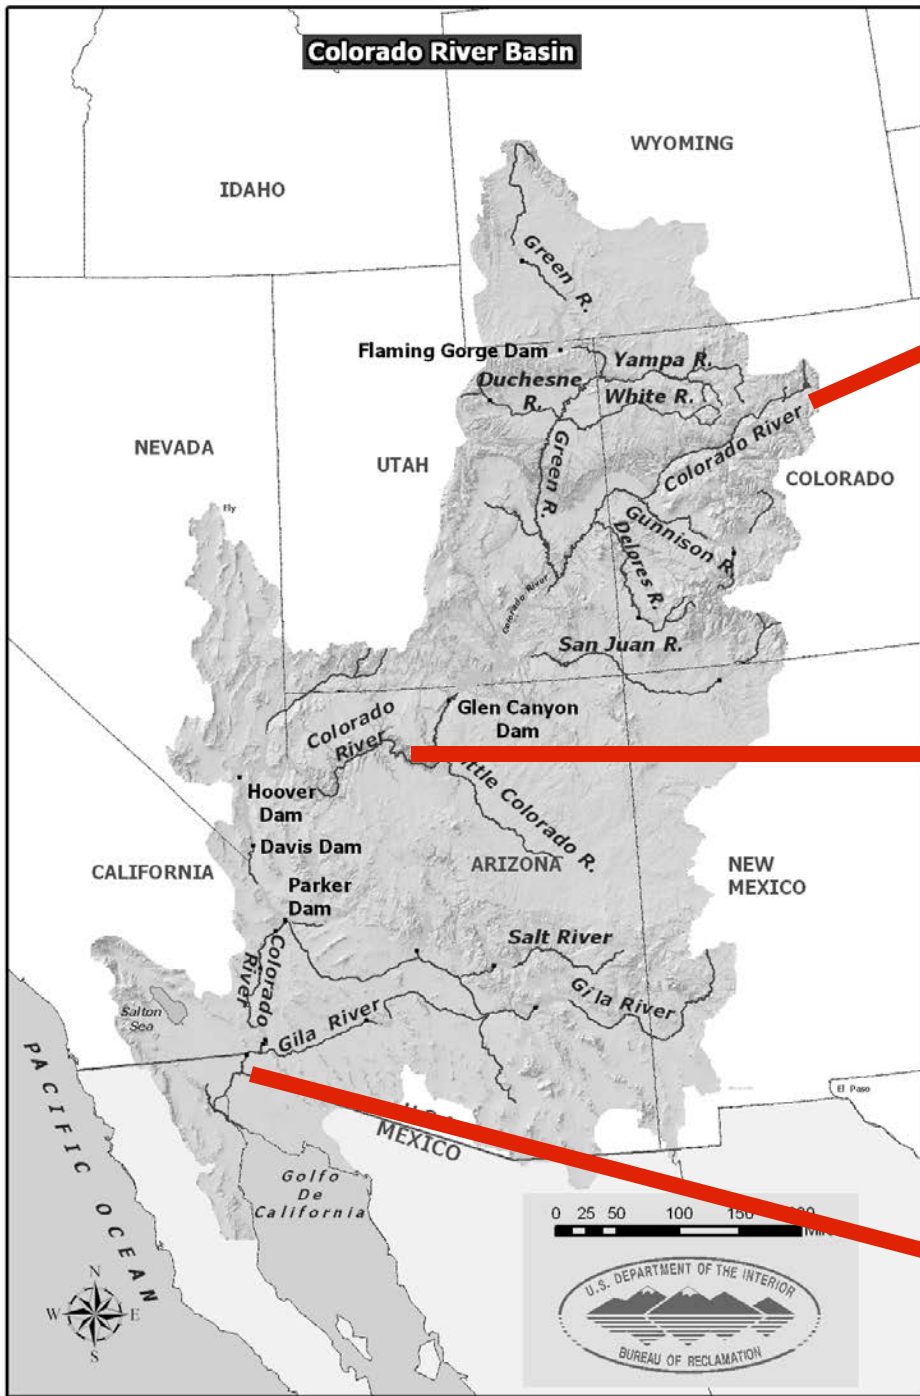 Colorado River Basin
WYOMING
IDAHO
Green R.
Flaming Gorge Dam
Yampa R.
Duchesne
R.
White R.
NEVADA
UTAH
Green R.
Colorado River
COLORADO
Ely
Gunnison R
Delores R.
Colorado River
San Juan R.
Glen Canyon
Dam
Colorado
River
Hoover
Dam
Colorado R.
Davis Dam
CALIFORNIA
ARIZONA
NEW
MEXICO
Parker
Dam
Salt River
Colorado
River
Gila River
Gila River
Salton
Sea
El Paso
MEXICO
PACIFIC OCEAN
Golfo
De
California
0 25 50 100 150
N
W E
S
U.S. DEPARTMENT OF THE INTERIOR
BUREAU OF RECLAMATION